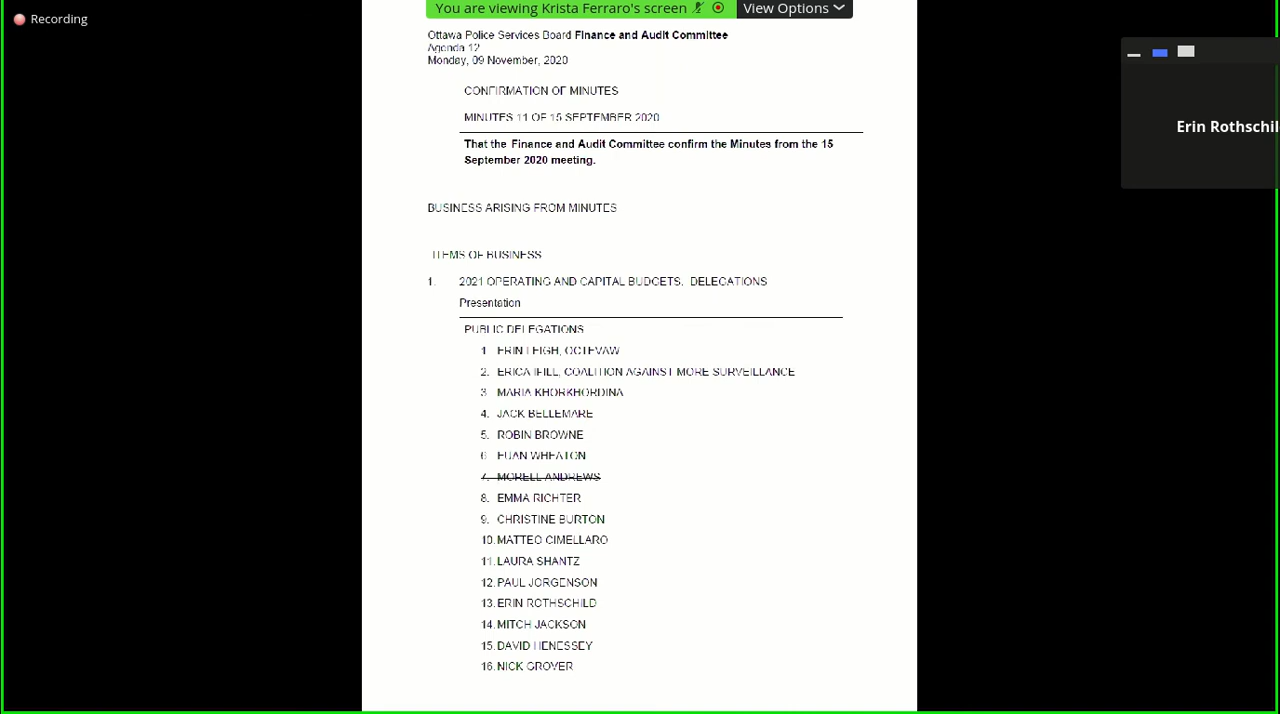 Recording
You are viewing Krista Ferraro's screen
View Options
Ottawa Police Services Board Finance and Audit Committee
Agenda 12
Monday, 09 November, 2020
CONFIRMATION OF MINUTES
MINUTES 11 OF 15 SEPTEMBER 2020
That the Finance and Audit Committee confirm the Minutes from the 15
September 2020 meeting.
Erin Rothschil
BUSINESS ARISING FROM MINUTES
ITEMS OF BUSINESS
1. 2021 OPERATING AND CAPITAL BUDGETS: DELEGATIONS
Presentation
PUBLIC DELEGATIONS
1. ERIN LEIGH, OCTEVAW
2. ERICA IFILL, COALITION AGAINST MORE SURVEILLANCE
3. MARIA KHORKHORDINA
4. JACK BELLEMARE
5. ROBIN BROWNE
6. EUAN WHEATON
7. MORELL ANDREWS
8. EMMA RICHTER
9. CHRISTINE BURTON
10. MATTEO CIMELLARO
11. LAURA SHANTZ
12. PAUL JORGENSON
13. ERIN ROTHSCHILD
14. MITCH JACKSON
15. DAVID HENESSEY
16. NICK GROVER